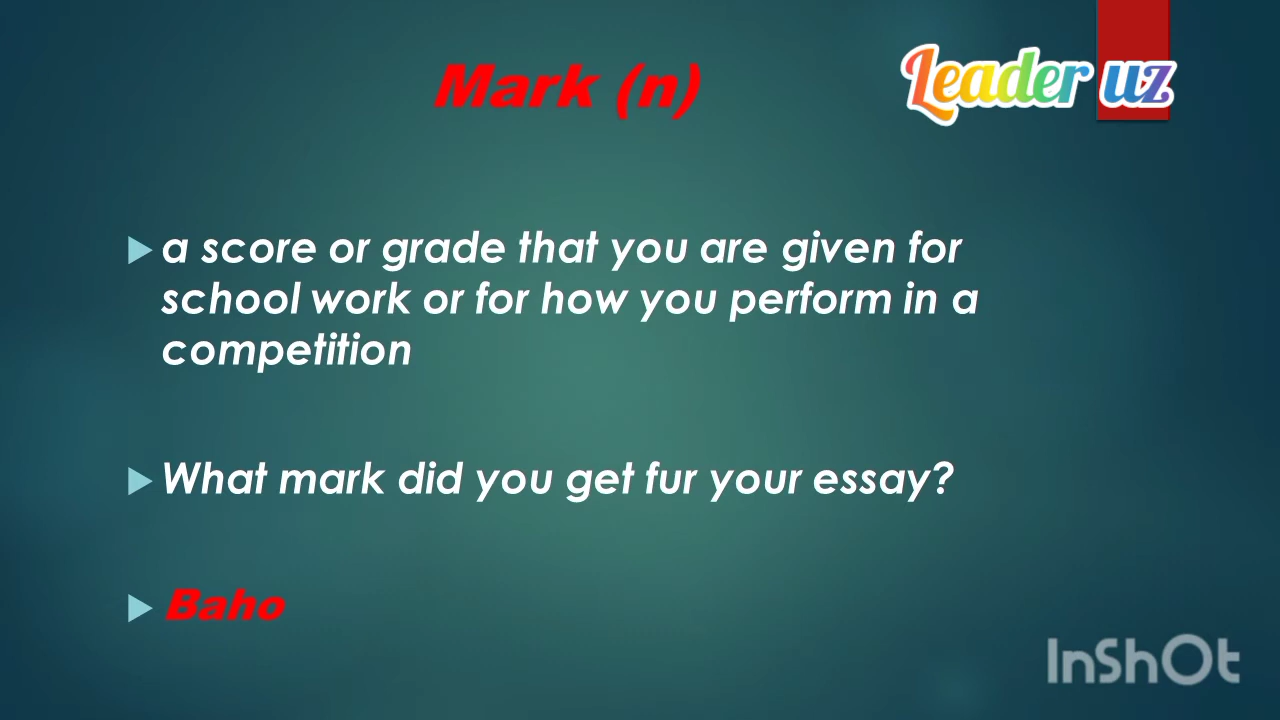 Mark (n)
Leader uz
a score or grade that you are given for
school work or for how you perform in a
competition
What mark did you get fur your essay?
Baho
InShOt